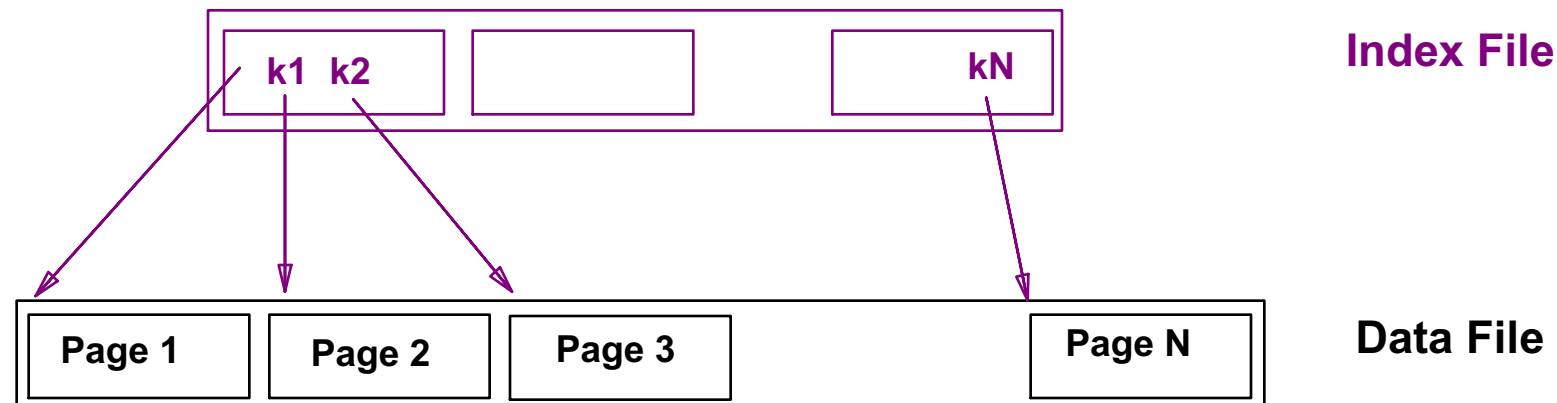 k1 k2 kN Index File
Page 1 Page 2 Page 3 Page N Data File